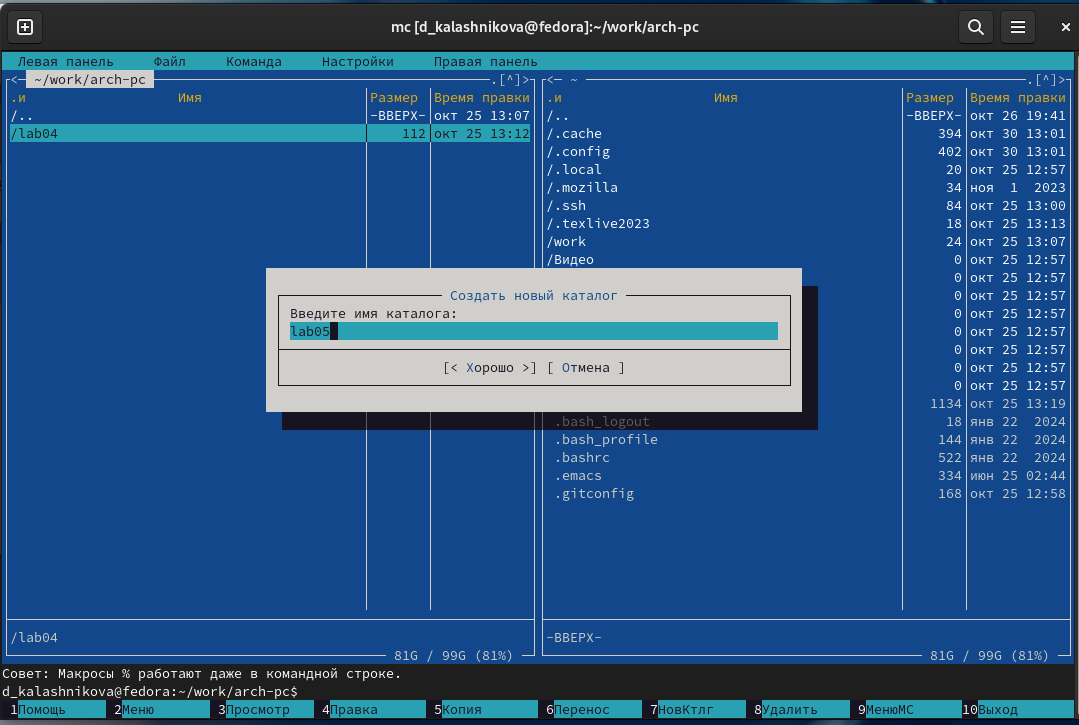 mc [d_kalashnikova@fedora]:~/work/arch-pc
Левая панель Файл Команда Настройки Правая панель
<─ ~/work/arch-pc .[^]> <─ ~ .[^]>
.и Имя Размер Время правки .и Имя Размер Время правки
/.. -ВВЕРХ- окт 25 13:07 /.. -ВВЕРХ- окт 26 19:41
/lab04 112 окт 25 13:12 /.cache 394 окт 30 13:01
/.config 402 окт 30 13:01
/.local 20 окт 25 12:57
/.mozilla 34 ноя 1 2023
/.ssh 84 окт 25 13:00
/.texlive2023 18 окт 25 13:13
/work 24 окт 25 13:07
/Видео 0 окт 25 12:57
0 окт 25 12:57
Создать новый каталог 0 окт 25 12:57
Введите имя каталога: 0 окт 25 12:57
lab05 0 окт 25 12:57
0 окт 25 12:57
[< Хорошо >] [ Отмена ] 0 окт 25 12:57
0 окт 25 12:57
1134 окт 25 13:19
.bash_logout 18 янв 22 2024
.bash_profile 144 янв 22 2024
.bashrc 522 янв 22 2024
.emacs 334 июн 25 02:44
.gitconfig 168 окт 25 12:58
/lab04 -ВВЕРХ-
81G / 99G (81%) 81G / 99G (81%)
Совет: Макросы % работают даже в командной строке.
d_kalashnikova@fedora:~/work/arch-pc$
1Помощь 2Меню 3Просмотр 4Правка 5Копия 6Перенос 7НовКтлг 8Удалить 9МенюМС 10Выход